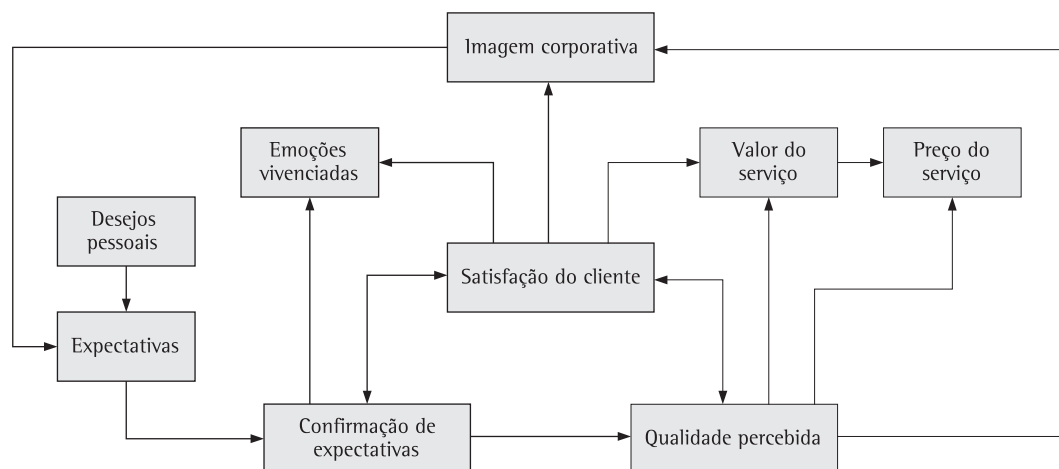 Imagem corporativa
Emoções
vivenciadas
Valor do
serviço
Preço do
serviço
Desejos
pessoais
Satisfação do cliente
Expectativas
Confirmação de
expectativas
Qualidade percebida